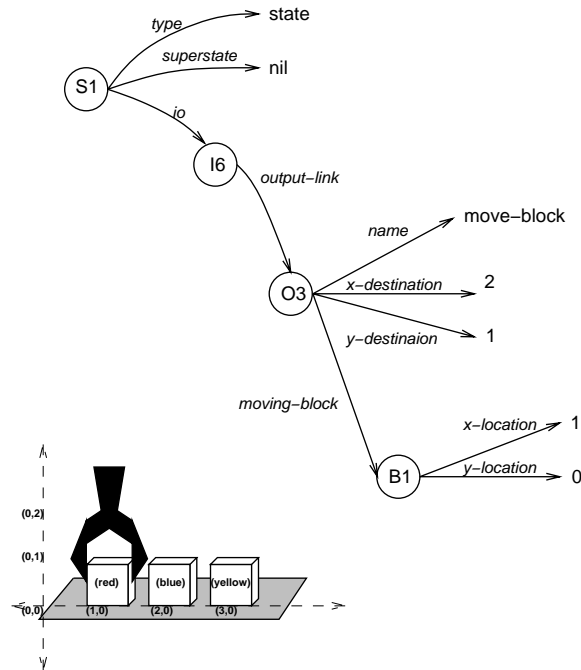 type
state
superstate
nil
S1
io
I6
output-link
name
move-block
O3
x-destination
2
y-destinaion
1
moving-block
x-location
1
B1
y-location
0
(0,2)
(0,1)
(red)
(blue)
(yellow)
(0,0)
(1,0)
(2,0)
(3,0)